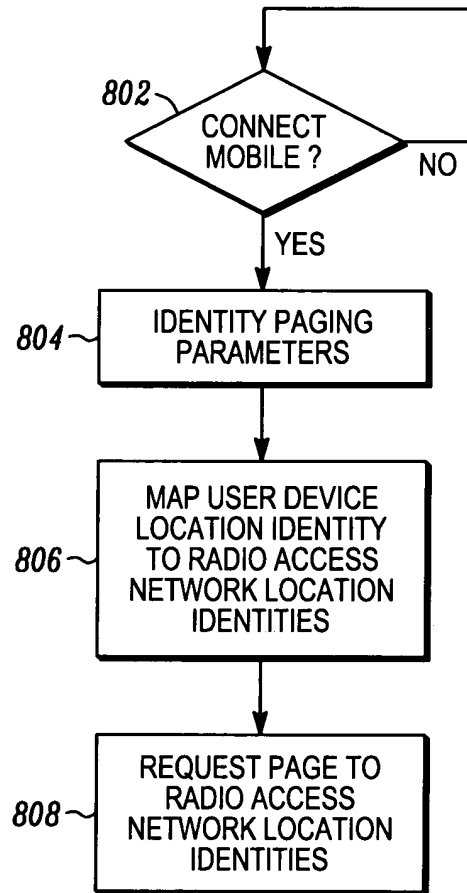 802
CONNECT
MOBILE ?
NO
YES
804
IDENTITY PAGING
PARAMETERS
806
MAP USER DEVICE
LOCATION IDENTITY
TO RADIO ACCESS
NETWORK LOCATION
IDENTITIES
808
REQUEST PAGE TO
RADIO ACCESS
NETWORK LOCATION
IDENTITIES